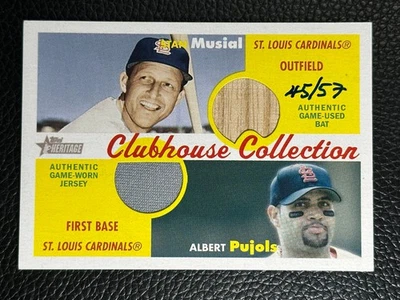 STAN Musial
ST. LOUIS CARDINALS®
OUTFIELD
45/57
AUTHENTIC
GAME-USED
BAT
HERITAGE
Clubhouse Collection
AUTHENTIC
GAME-WORN
JERSEY
FIRST BASE
ST. LOUIS CARDINALS®
ALBERT Pujols